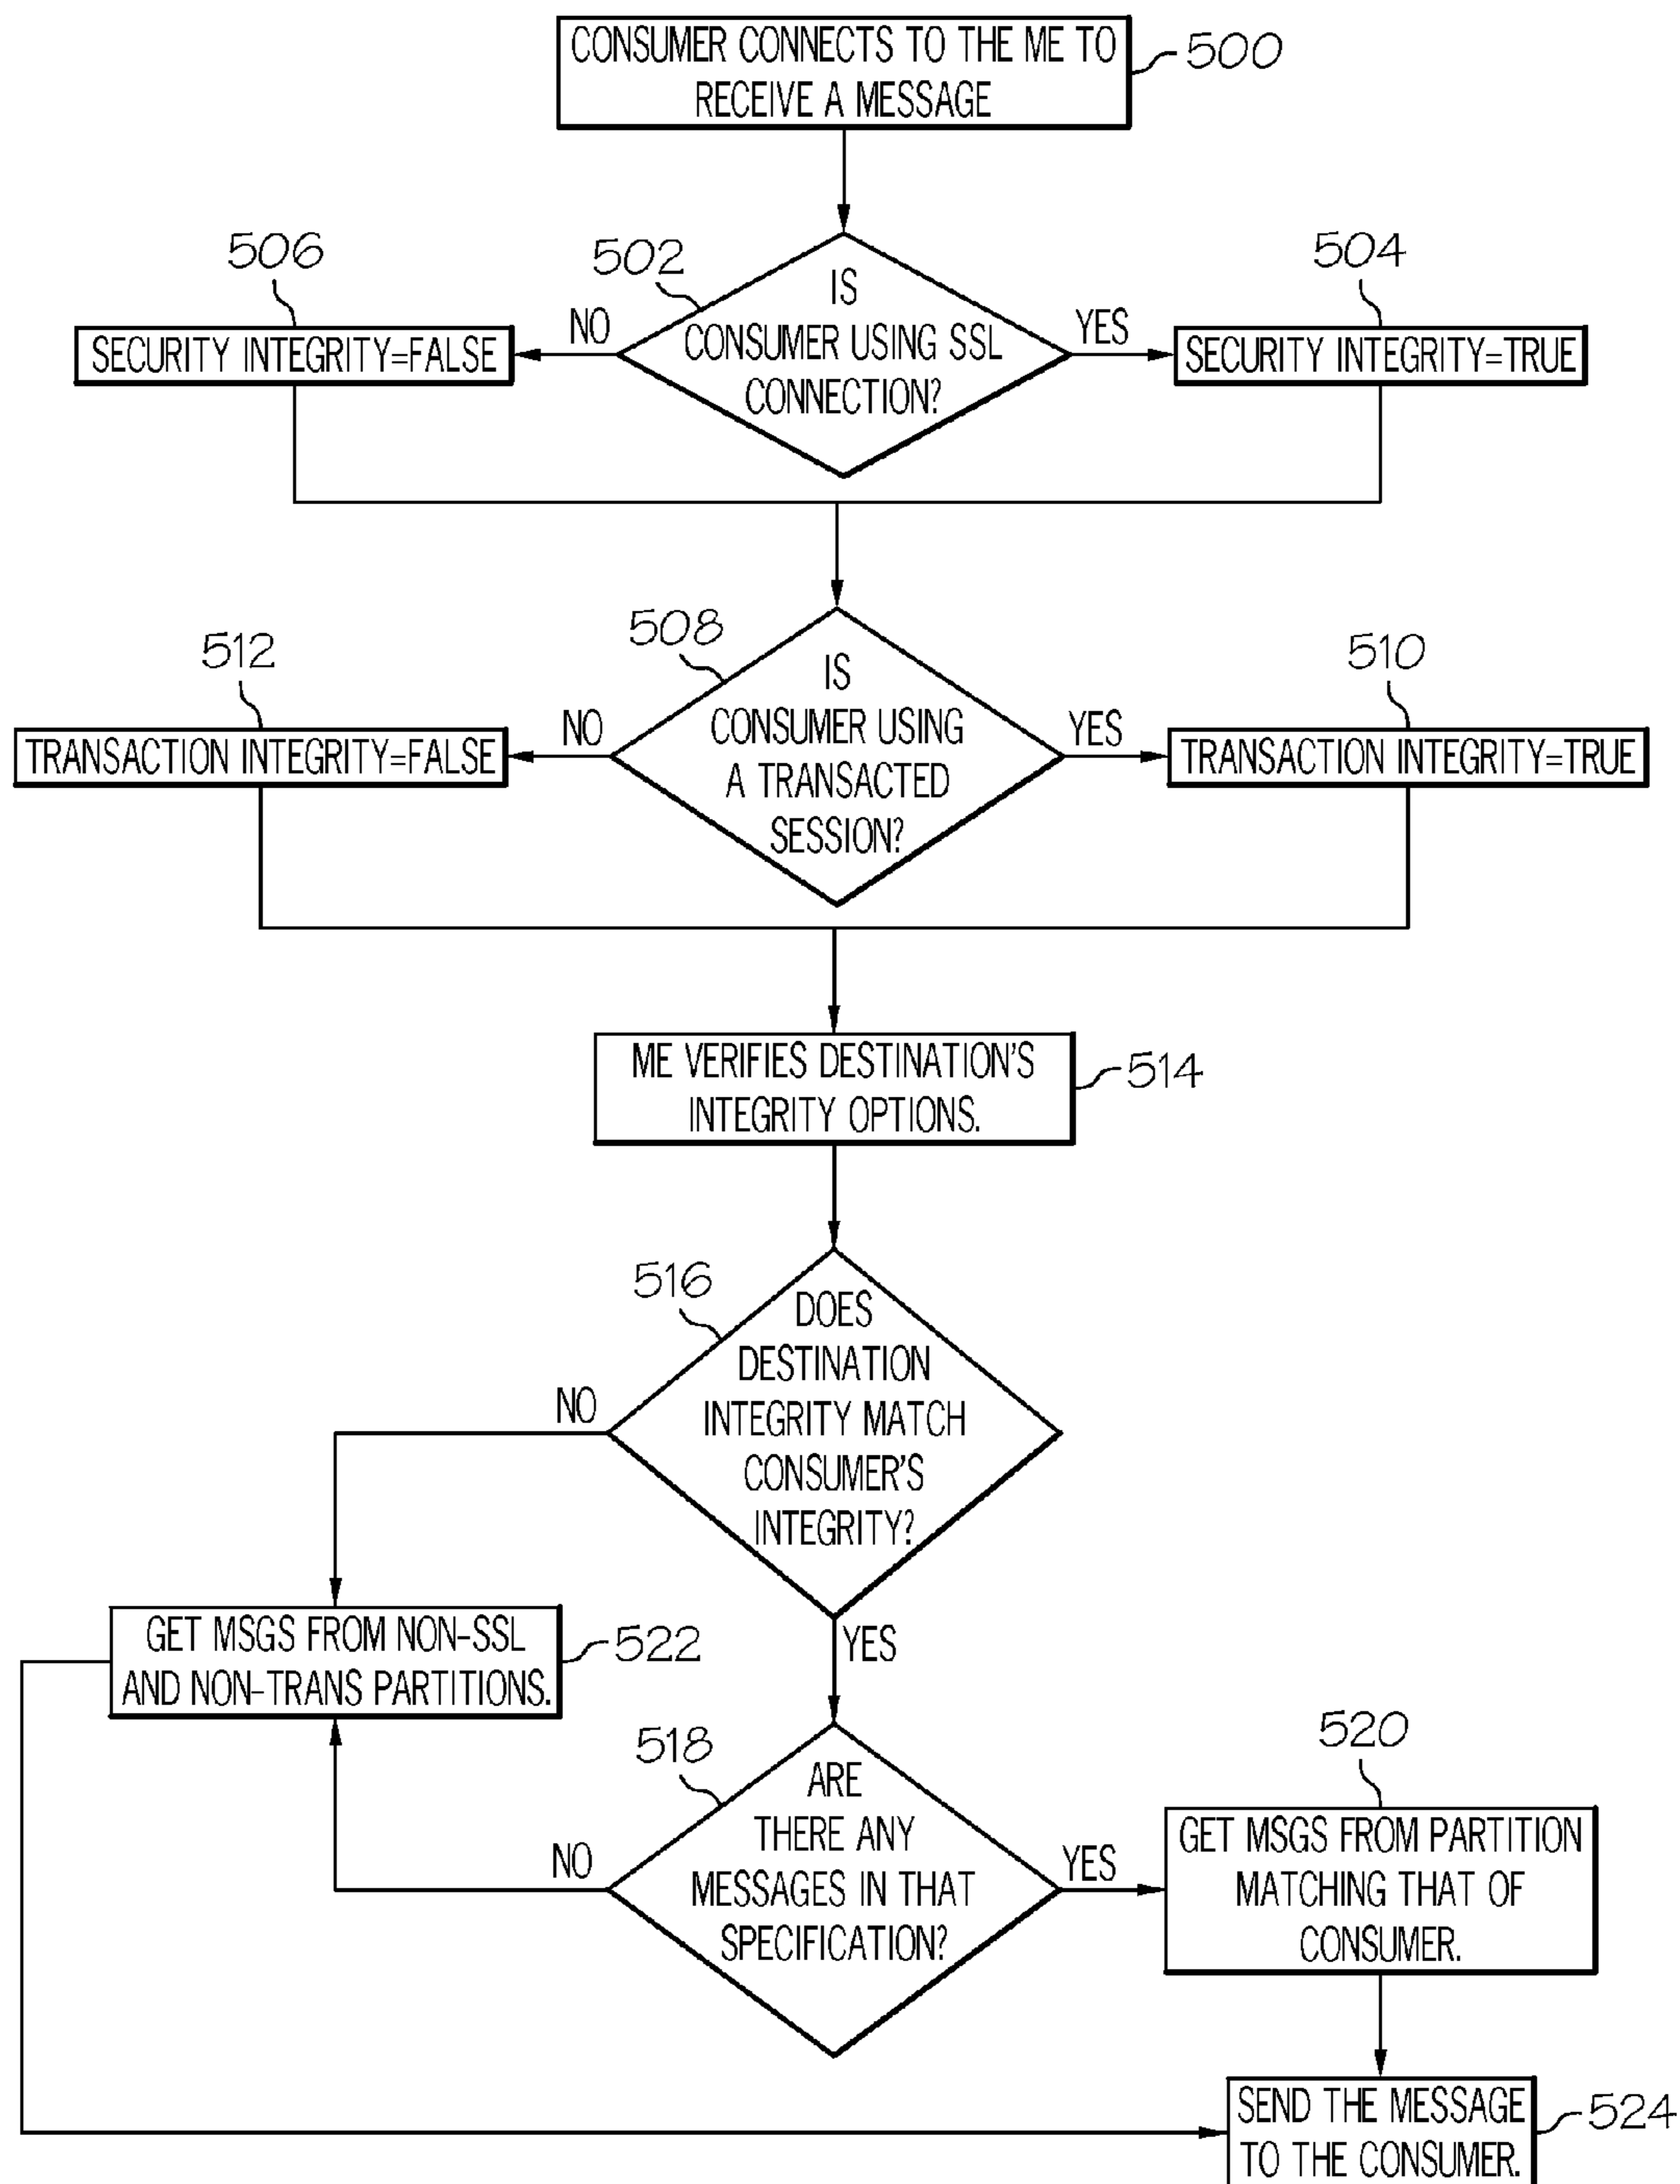 CONSUMER CONNECTS TO THE ME TO
RECEIVE A MESSAGE
500
506
502
504
IS
CONSUMER USING SSL
CONNECTION?
NO
YES
SECURITY INTEGRITY=FALSE
SECURITY INTEGRITY=TRUE
512
508
510
IS
CONSUMER USING
A TRANSACTED
SESSION?
NO
YES
TRANSACTION INTEGRITY=FALSE
TRANSACTION INTEGRITY=TRUE
ME VERIFIES DESTINATION'S
INTEGRITY OPTIONS.
514
516
DOES
DESTINATION
INTEGRITY MATCH
CONSUMER'S
INTEGRITY?
NO
YES
GET MSGS FROM NON-SSL
AND NON-TRANS PARTITIONS.
522
518
ARE
THERE ANY
MESSAGES IN THAT
SPECIFICATION?
NO
YES
520
GET MSGS FROM PARTITION
MATCHING THAT OF
CONSUMER.
SEND THE MESSAGE
TO THE CONSUMER.
524